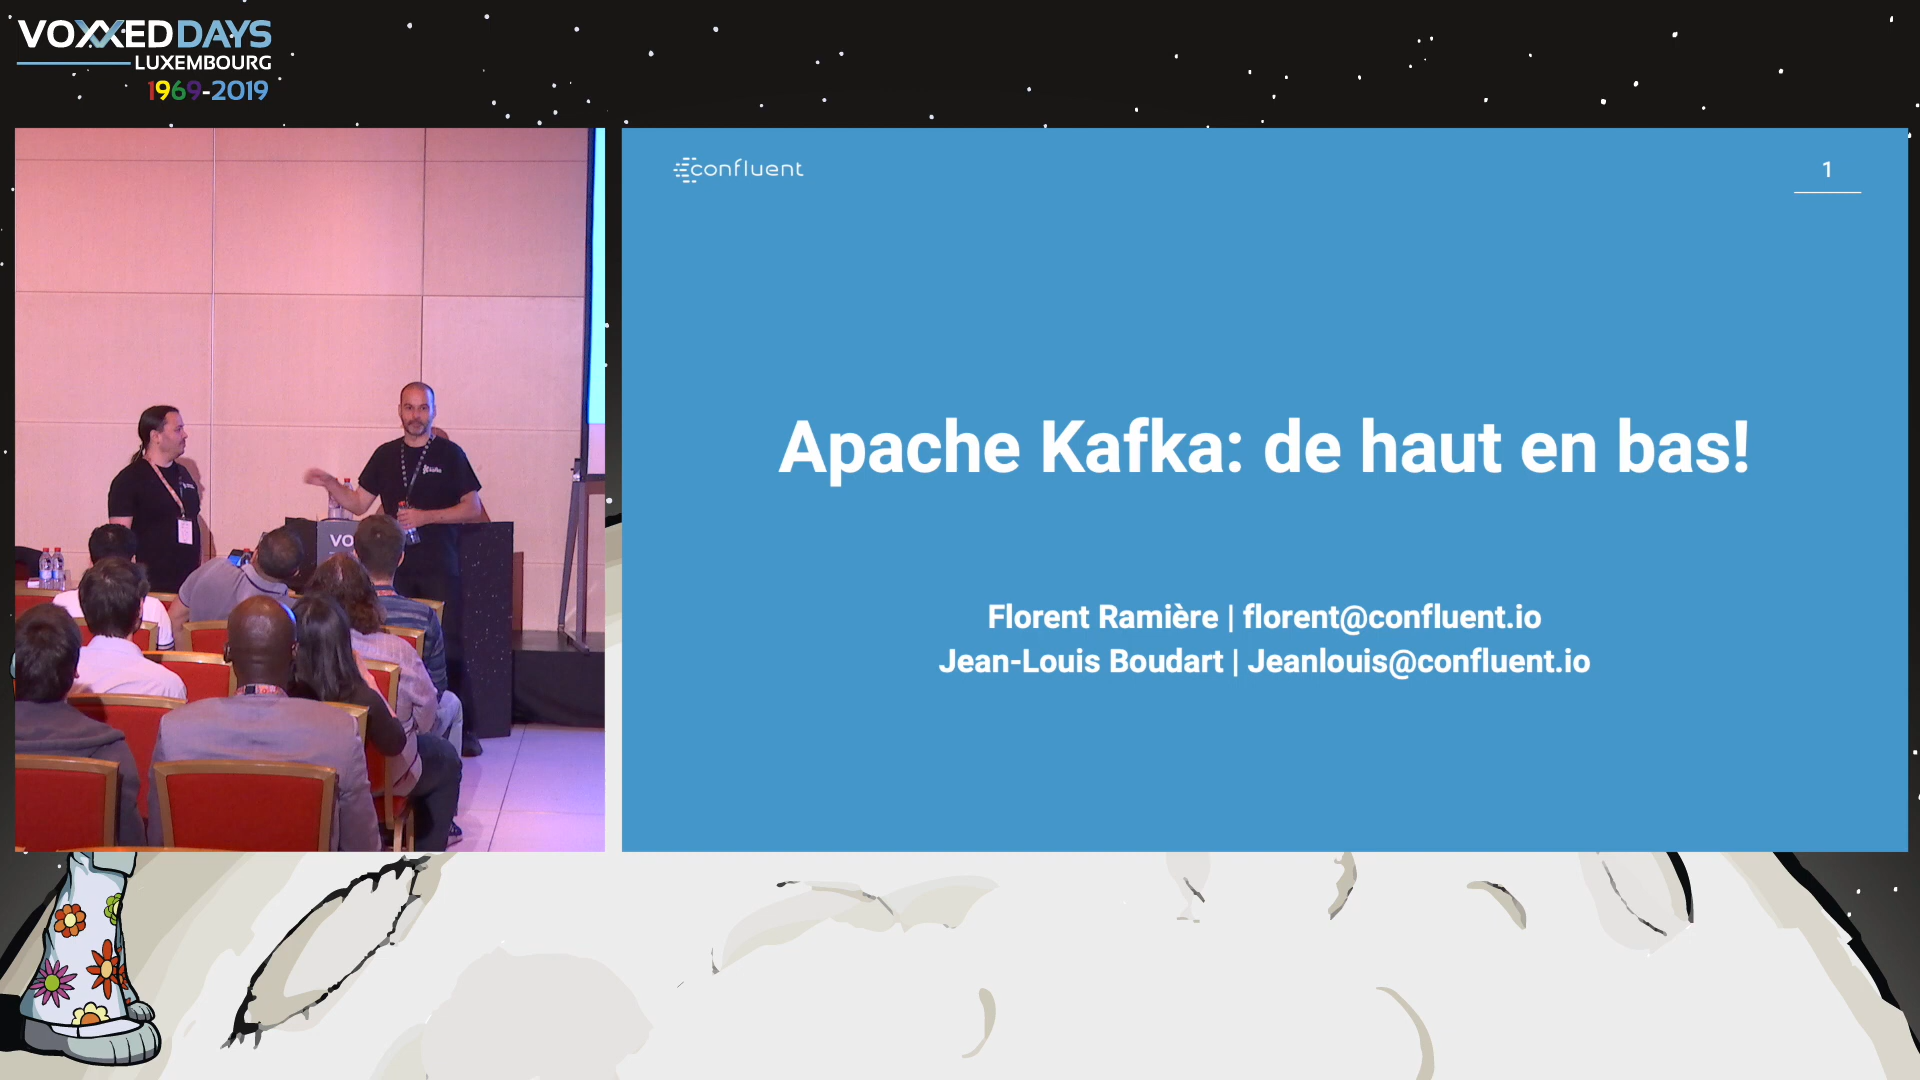 VOXXEDDAYS
LUXEMBOURG
1969-2019
confluent
1
Apache Kafka: de haut en bas!
Florent Ramière | florent@confluent.io
Jean-Louis Boudart | Jeanlouis@confluent.io
VO